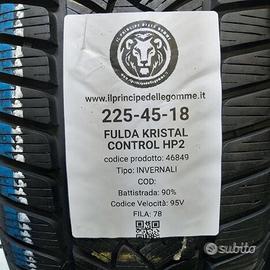 IL PRINCIPE DELLE GOMME
www.ilprincipedellegomme.it
225-45-18
FULDA KRISTAL
CONTROL HP2
codice prodotto: 46849
Tipo: INVERNALI
COD:
Battistrada: 90%
Codice Velocità: 95V
FILA: 78
subito